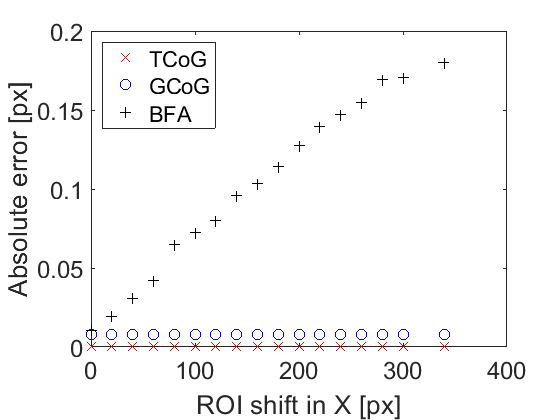 0.2
0.15
0.1
0.05
0
Absolute error [px]
TCoG
GCoG
BFA
0 100 200 300 400
ROI shift in X [px]